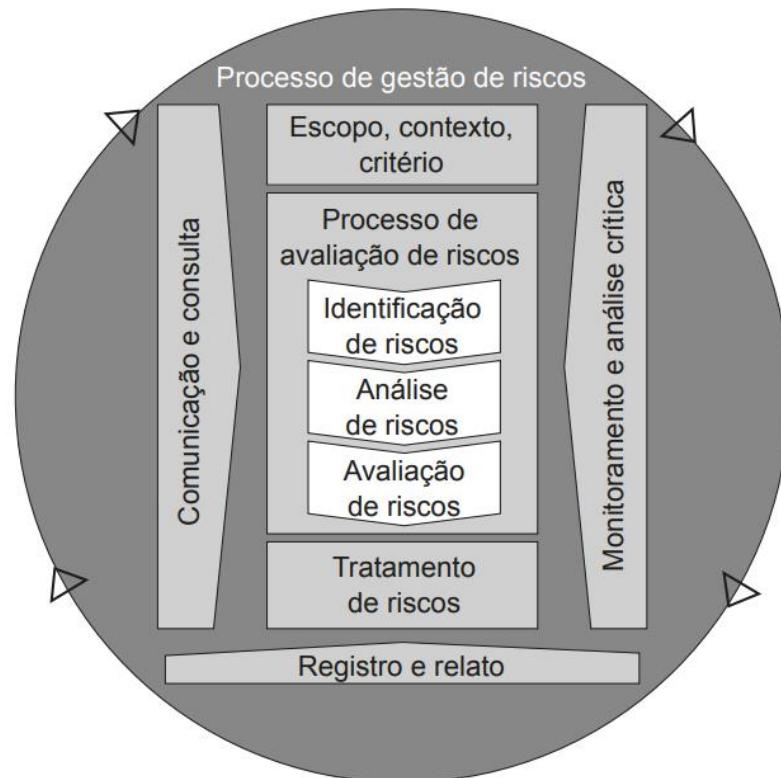 Processo de gestão de riscos
Escopo, contexto,
critério
Processo de
avaliação de riscos
Identificação
de riscos
Análise
de riscos
Avaliação
de riscos
Tratamento
de riscos
Comunicação e consulta
Monitoramento e análise crítica
Registro e relato